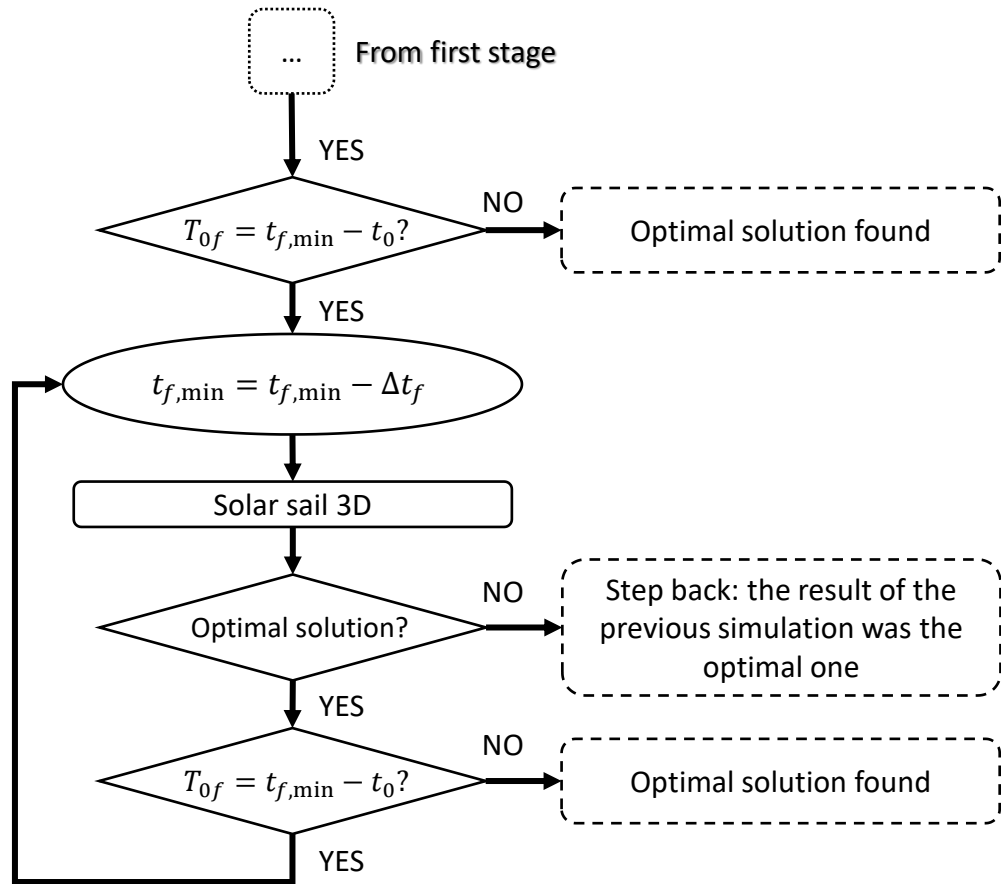 ...
From first stage
YES
T_{0f} = t_{f,min} − t_0?
NO
Optimal solution found
YES
t_{f,min} = t_{f,min} − Δt_f
Solar sail 3D
Optimal solution?
NO
Step back: the result of the
previous simulation was the
optimal one
YES
T_{0f} = t_{f,min} − t_0?
NO
Optimal solution found
YES